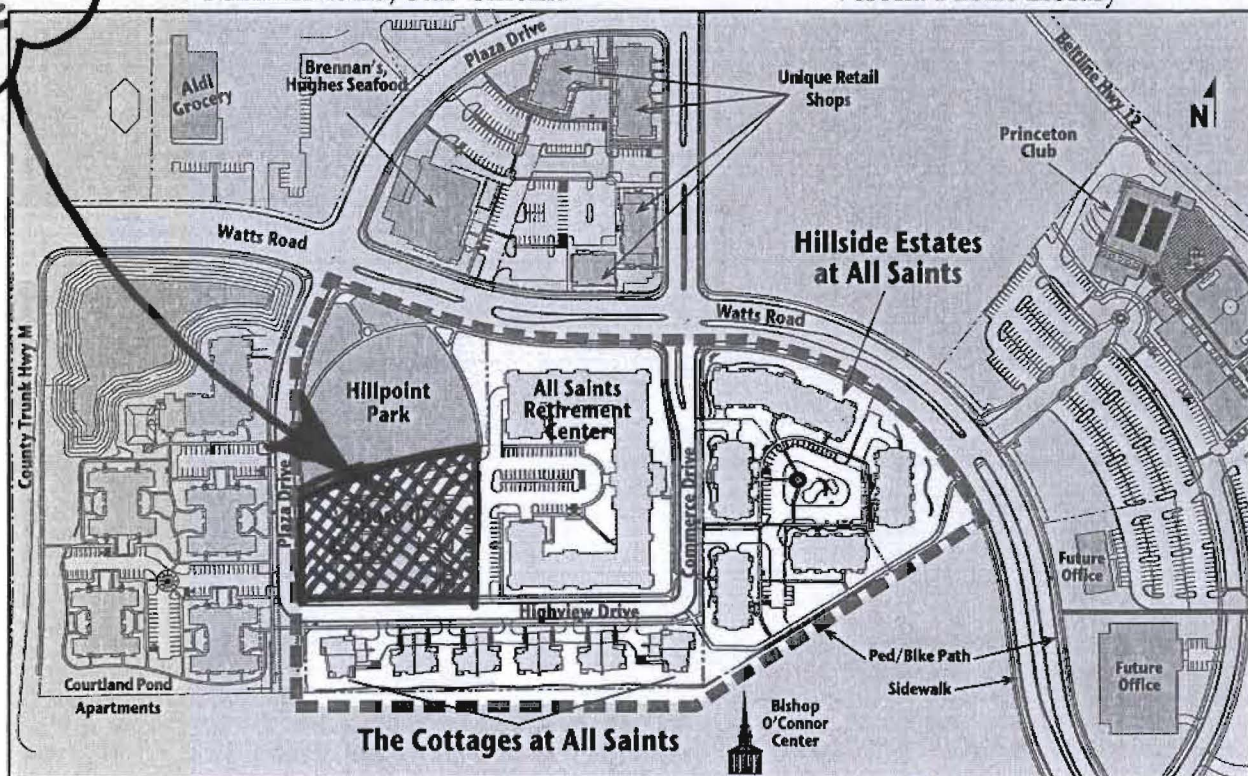 Plaza Drive
Beltline Hwy. 12
Aldi
Grocery
Brennan's,
Hughes Seafood
Unique Retail
Shops
N
Princeton
Club
Watts Road
Hillside Estates
at All Saints
Watts Road
County Trunk Hwy M
Hillpoint
Park
All Saints
Retirement
Center
Plaza Drive
Commerce Drive
Future
Office
Highview Drive
Ped/Bike Path
Sidewalk
Future
Office
Courtland Pond
Apartments
Bishop
O'Connor
Center
The Cottages at All Saints